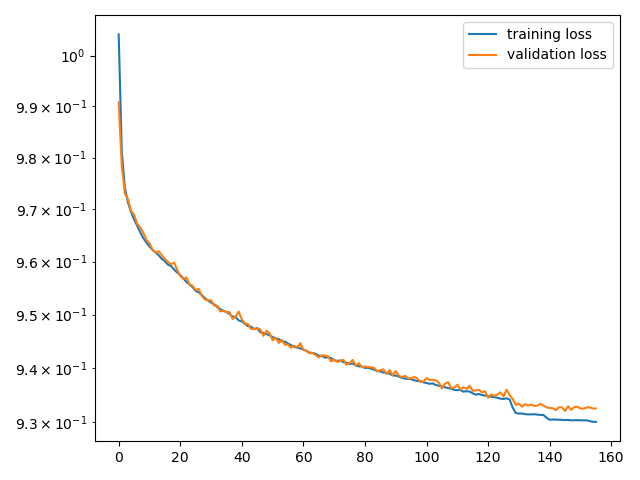 training loss
validation loss
10⁰
9.9 × 10⁻¹
9.8 × 10⁻¹
9.7 × 10⁻¹
9.6 × 10⁻¹
9.5 × 10⁻¹
9.4 × 10⁻¹
9.3 × 10⁻¹
0 20 40 60 80 100 120 140 160